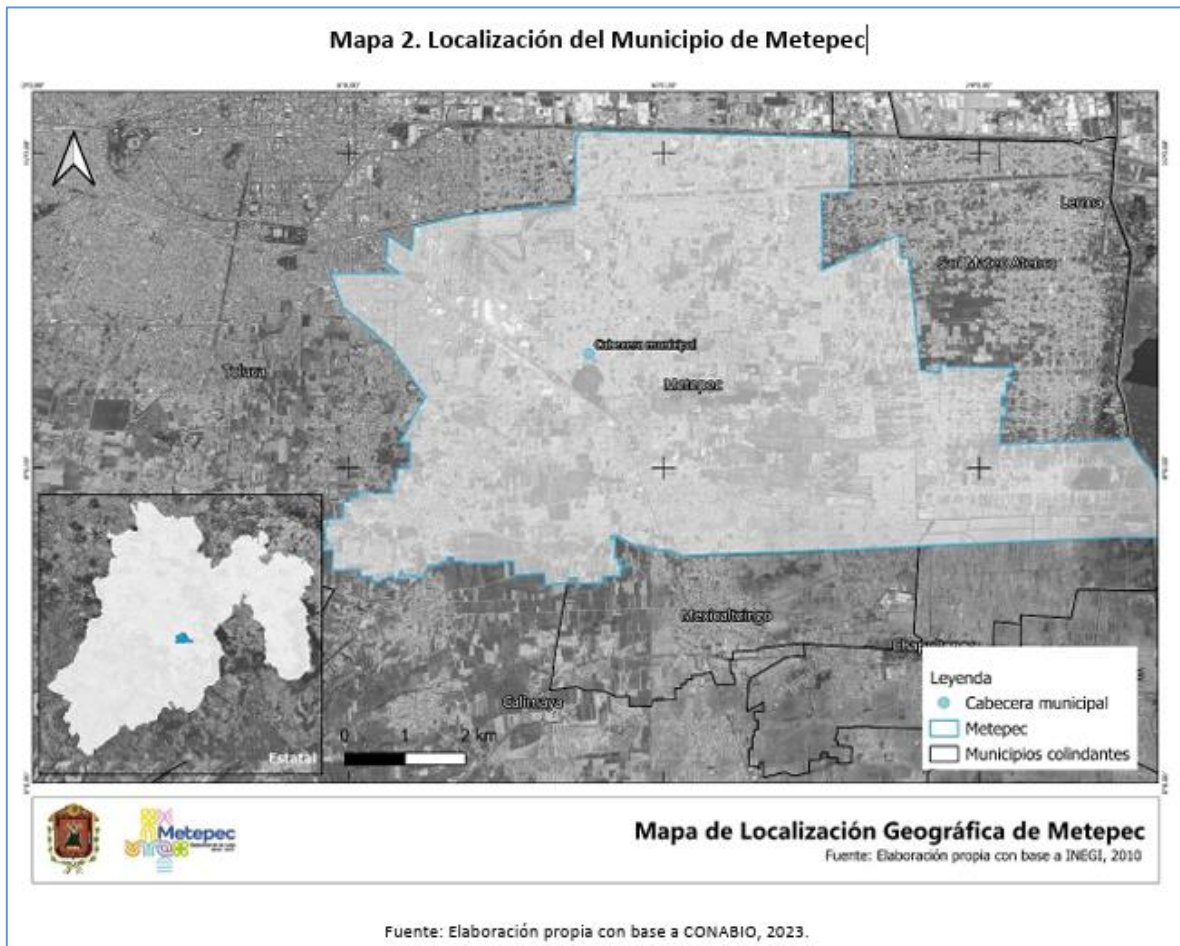 Mapa 2. Localización del Municipio de Metepec
Lerma
San Mateo Atenco
Cabecera municipal
Toluca
Metepec
Mexicaltzingo
Calimaya
Estatal
0 1 2 km
Leyenda
Cabecera municipal
Metepec
Municipios colindantes
Metepec
Mapa de Localización Geográfica de Metepec
Fuente: Elaboración propia con base a INEGI, 2010
Fuente: Elaboración propia con base a CONABIO, 2023.